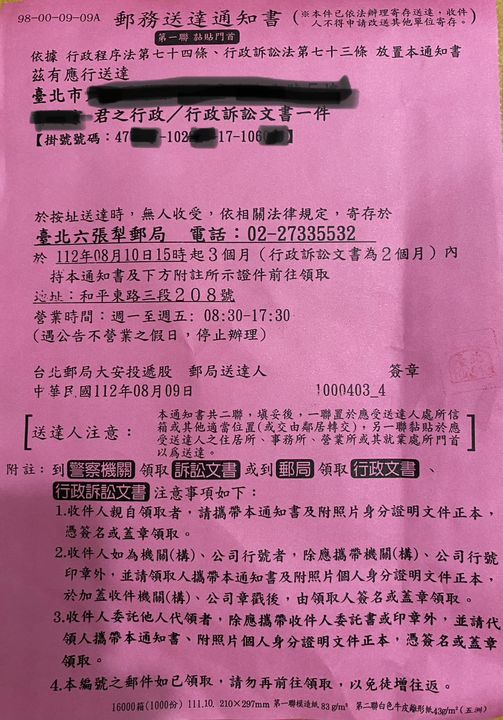 98-00-09-09A 郵務送達通知書 (※本件已依法辦理寄存送達，收件人不得申請改送其他單位寄存。)
第一聯 黏貼門首
依據 行政程序法第七十四條、行政訴訟法第七十三條 放置本通知書
茲有應行送達
臺北市
君之行政／行政訴訟文書一件
【掛號號碼：47 -102 17-106 】
於按址送達時，無人收受，依相關法律規定，寄存於
臺北六張犁郵局 電話：02-27335532
於 112年08月10日15時起3個月（行政訴訟文書為2個月）內
持本通知書及下方附註所示證件前往領取
地址：和平東路三段208號
營業時間：週一至週五：08:30-17:30
(遇公告不營業之假日，停止辦理)
台北郵局大安投遞股 郵局送達人 簽章
中華民國112年08月09日 1000403_4
送達人注意： 本通知書共二聯，填妥後，一聯置於應受送達人處所信
箱或其他適當位置(或交由鄰居轉交)，另一聯黏貼於應
受送達人之住居所、事務所、營業所或其就業處所門首
以為送達。
附註：到 警察機關 領取 訴訟文書 或到 郵局 領取 行政文書 、
行政訴訟文書 注意事項如下：
1.收件人親自領取者，請攜帶本通知書及附照片身分證明文件正本，
憑簽名或蓋章領取。
2.收件人如為機關(構)、公司行號者，除應攜帶機關(構)、公司行號
印章外，並請領取人攜帶本通知書及附照片個人身分證明文件正本，
於加蓋收件機關(構)、公司章戳後，由領取人簽名或蓋章領取。
3.收件人委託他人代領者，除應攜帶收件人委託書或印章外，並請代
領人攜帶本通知書、附照片個人身分證明文件正本，憑簽名或蓋章
領取。
4.本編號之郵件如已領取，請勿再前往領取，以免徒增往返。
16000箱(1000份) 111.10. 210×297mm 第一聯模造紙83g/m² 第二聯白色牛皮雞形紙43g/m²(五洲)